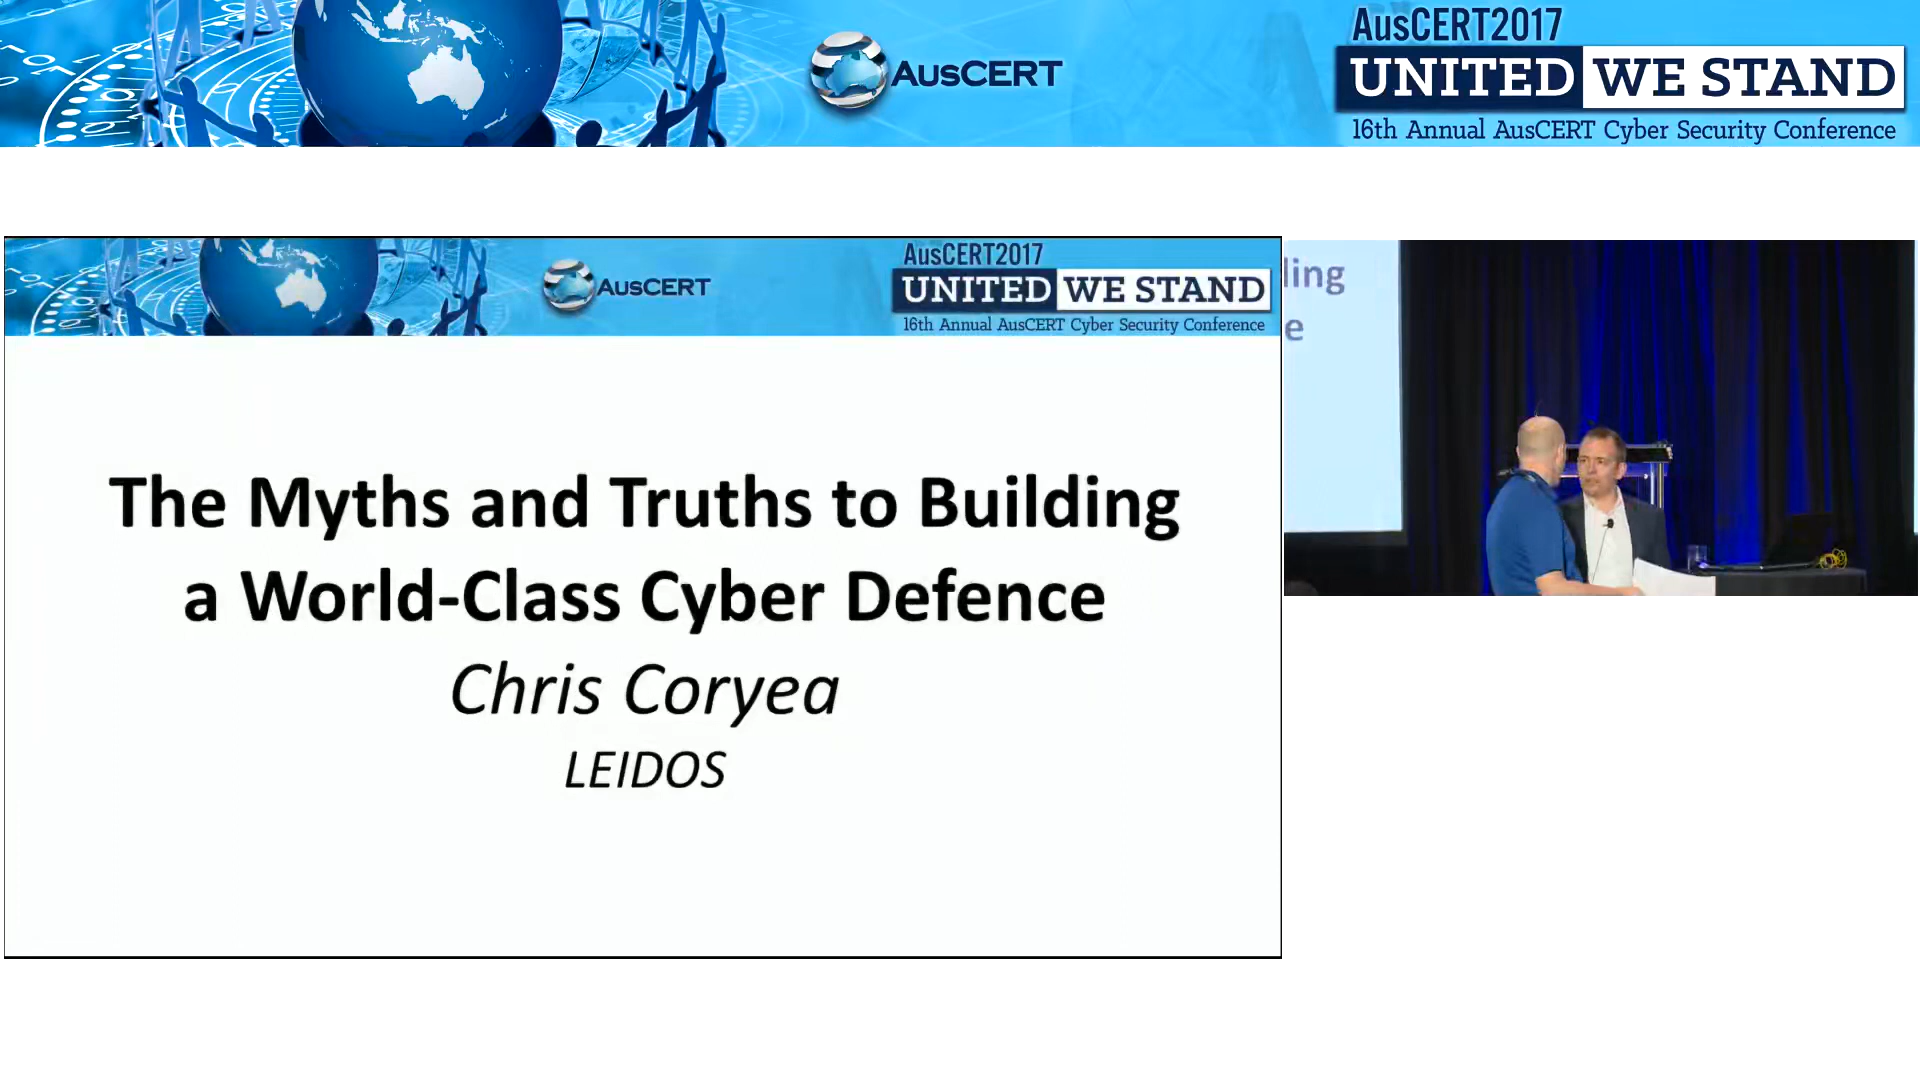 AusCERT
AusCERT2017
UNITED WE STAND
16th Annual AusCERT Cyber Security Conference
AusCERT
AusCERT2017
UNITED WE STAND
16th Annual AusCERT Cyber Security Conference
The Myths and Truths to Building
a World-Class Cyber Defence
Chris Coryea
LEIDOS
ling
e